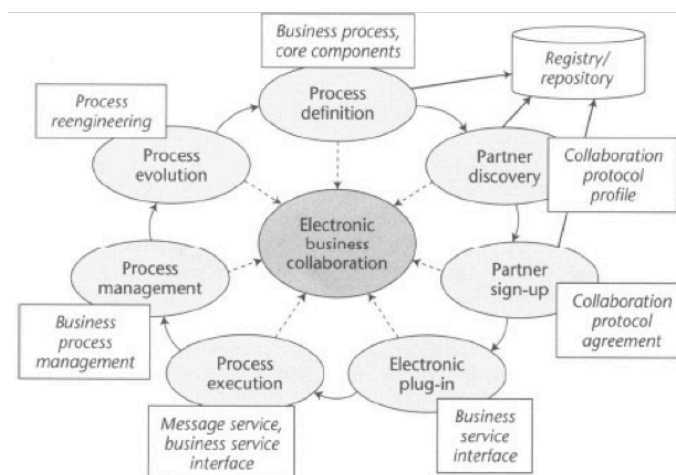 Business process,
core components
Registry/
repository
Process
definition
Process
reengineering
Process
evolution
Partner
discovery
Collaboration
protocol
profile
Electronic
business
collaboration
Process
management
Partner
sign-up
Business
process
management
Collaboration
protocol
agreement
Process
execution
Electronic
plug-in
Message service,
business service
interface
Business
service
interface